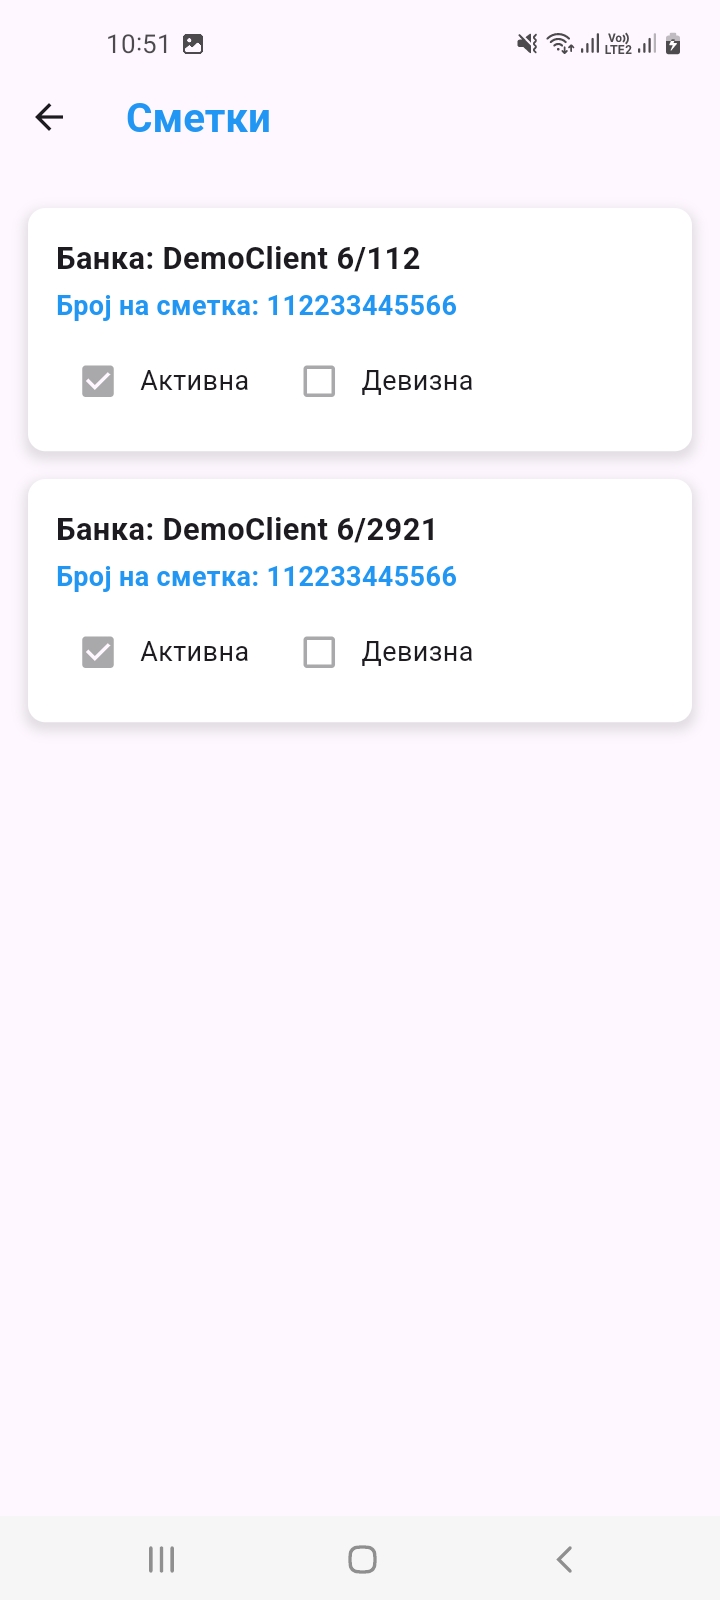 10:51
Vo))
LTE2
Сметки
Банка: DemoClient 6/112
Број на сметка: 112233445566
Активна Девизна
Банка: DemoClient 6/2921
Број на сметка: 112233445566
Активна Девизна